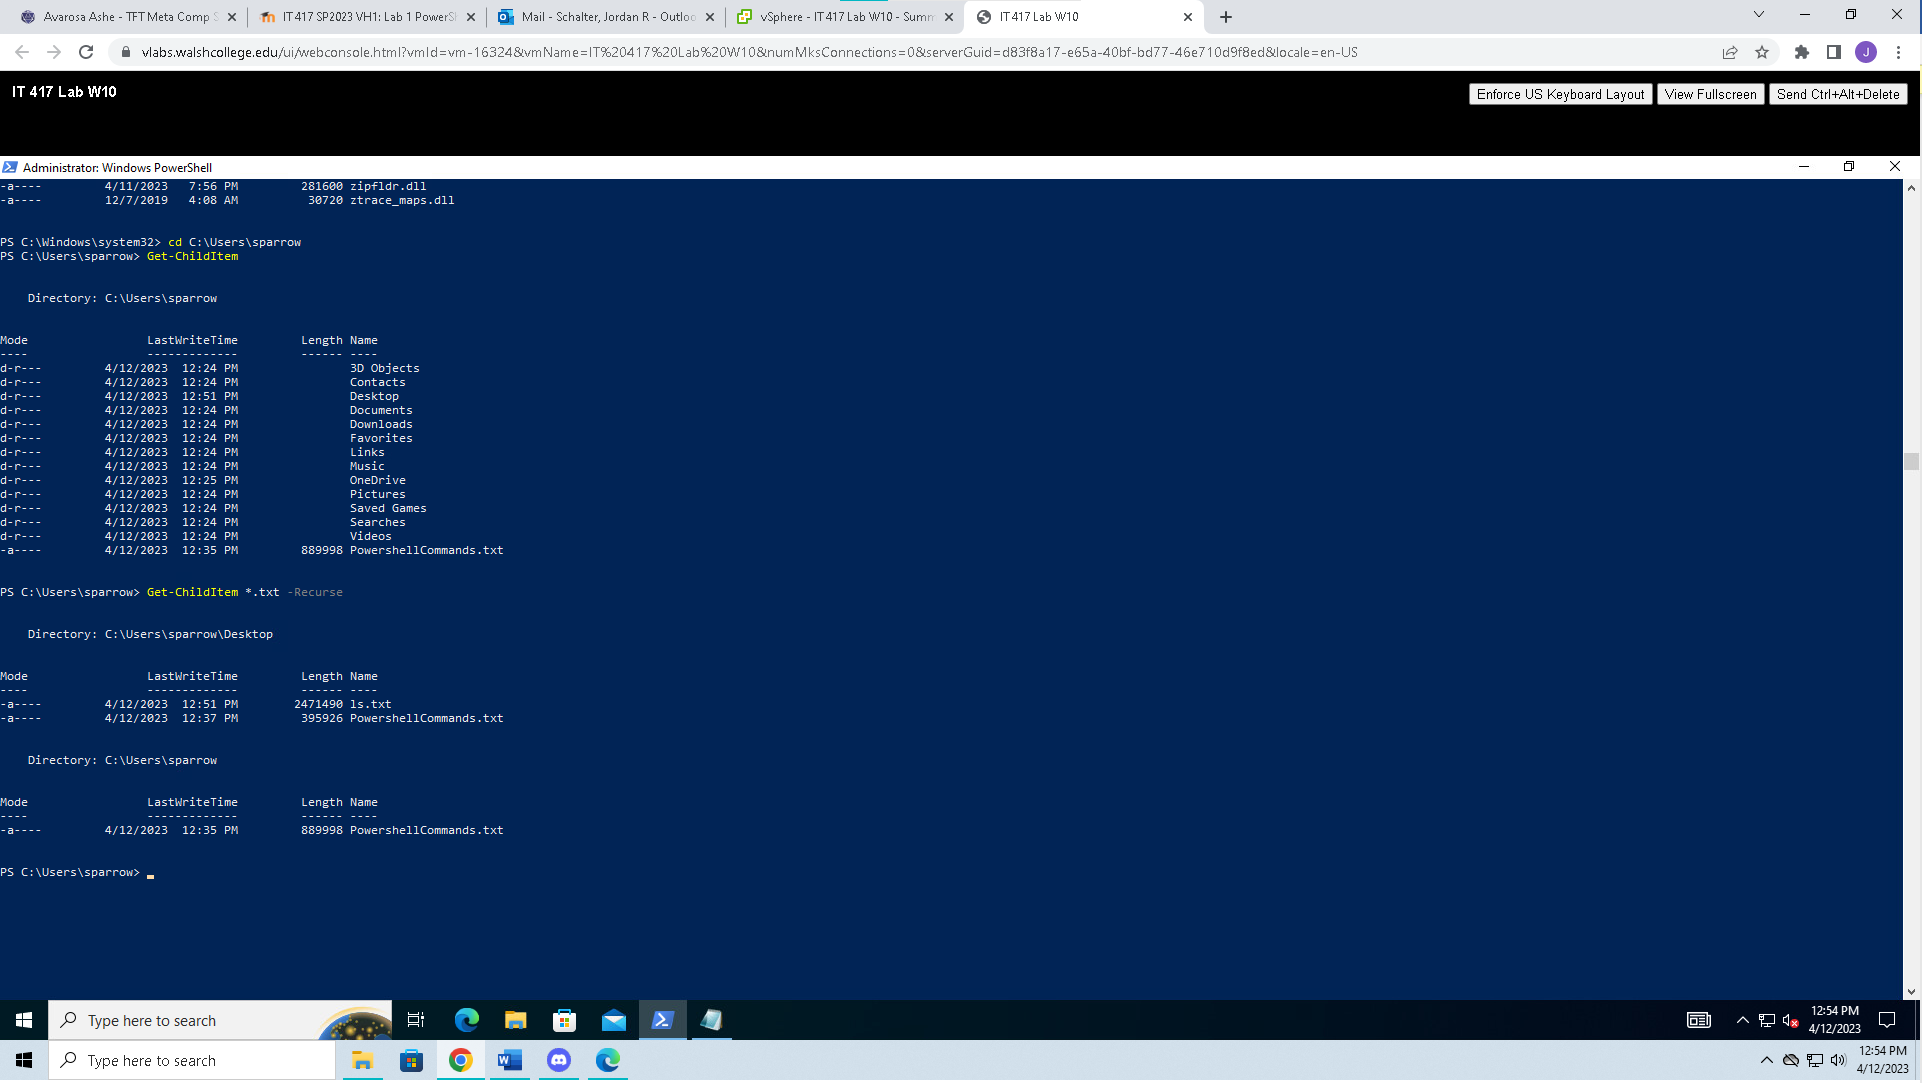 Avarosa Ashe - TFT Meta Comp S
IT417 SP2023 VH1: Lab 1 PowerSh
Mail - Schalter, Jordan R - Outloo
vSphere - IT417 Lab W10 - Summ
IT417 Lab W10
vlabs.walshcollege.edu/ui/webconsole.html?vmId=vm-16324&vmName=IT%20417%20Lab%20W10&numMksConnections=0&serverGuid=d83f8a17-e65a-40bf-bd77-46e710d9f8ed&locale=en-US
J
IT 417 Lab W10
Enforce US Keyboard Layout
View Fullscreen
Send Ctrl+Alt+Delete
Administrator: Windows PowerShell
-a---- 4/11/2023 7:56 PM 281600 zipfldr.dll
-a---- 12/7/2019 4:08 AM 30720 ztrace_maps.dll
PS C:\Windows\system32> cd C:\Users\sparrow
PS C:\Users\sparrow> Get-ChildItem
Directory: C:\Users\sparrow
Mode LastWriteTime Length Name
---- ------------- ------ ----
d-r--- 4/12/2023 12:24 PM 3D Objects
d-r--- 4/12/2023 12:24 PM Contacts
d-r--- 4/12/2023 12:51 PM Desktop
d-r--- 4/12/2023 12:24 PM Documents
d-r--- 4/12/2023 12:24 PM Downloads
d-r--- 4/12/2023 12:24 PM Favorites
d-r--- 4/12/2023 12:24 PM Links
d-r--- 4/12/2023 12:24 PM Music
d-r--- 4/12/2023 12:25 PM OneDrive
d-r--- 4/12/2023 12:24 PM Pictures
d-r--- 4/12/2023 12:24 PM Saved Games
d-r--- 4/12/2023 12:24 PM Searches
d-r--- 4/12/2023 12:24 PM Videos
-a---- 4/12/2023 12:35 PM 889998 PowershellCommands.txt
PS C:\Users\sparrow> Get-ChildItem *.txt -Recurse
Directory: C:\Users\sparrow\Desktop
Mode LastWriteTime Length Name
---- ------------- ------ ----
-a---- 4/12/2023 12:51 PM 2471490 ls.txt
-a---- 4/12/2023 12:37 PM 395926 PowershellCommands.txt
Directory: C:\Users\sparrow
Mode LastWriteTime Length Name
---- ------------- ------ ----
-a---- 4/12/2023 12:35 PM 889998 PowershellCommands.txt
PS C:\Users\sparrow> _
Type here to search
12:54 PM
4/12/2023
Type here to search
12:54 PM
4/12/2023